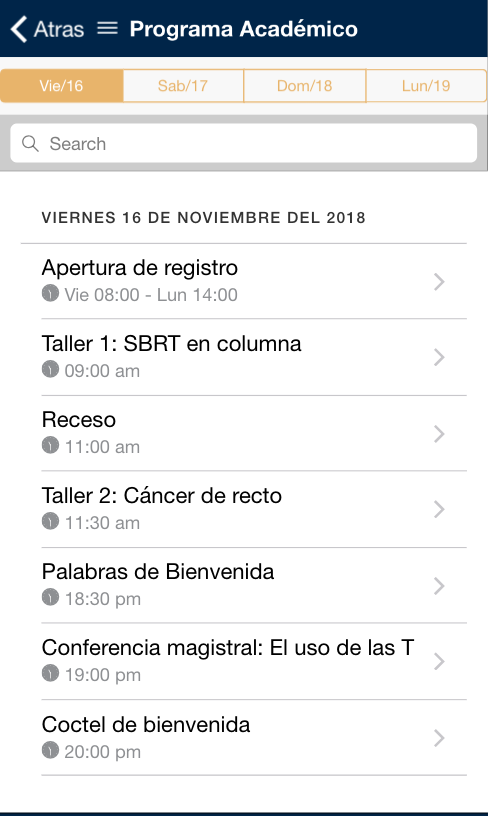 Atras Programa Académico
Vie/16 Sab/17 Dom/18 Lun/19
Search
VIERNES 16 DE NOVIEMBRE DEL 2018
Apertura de registro
Vie 08:00 - Lun 14:00
Taller 1: SBRT en columna
09:00 am
Receso
11:00 am
Taller 2: Cáncer de recto
11:30 am
Palabras de Bienvenida
18:30 pm
Conferencia magistral: El uso de las T
19:00 pm
Coctel de bienvenida
20:00 pm